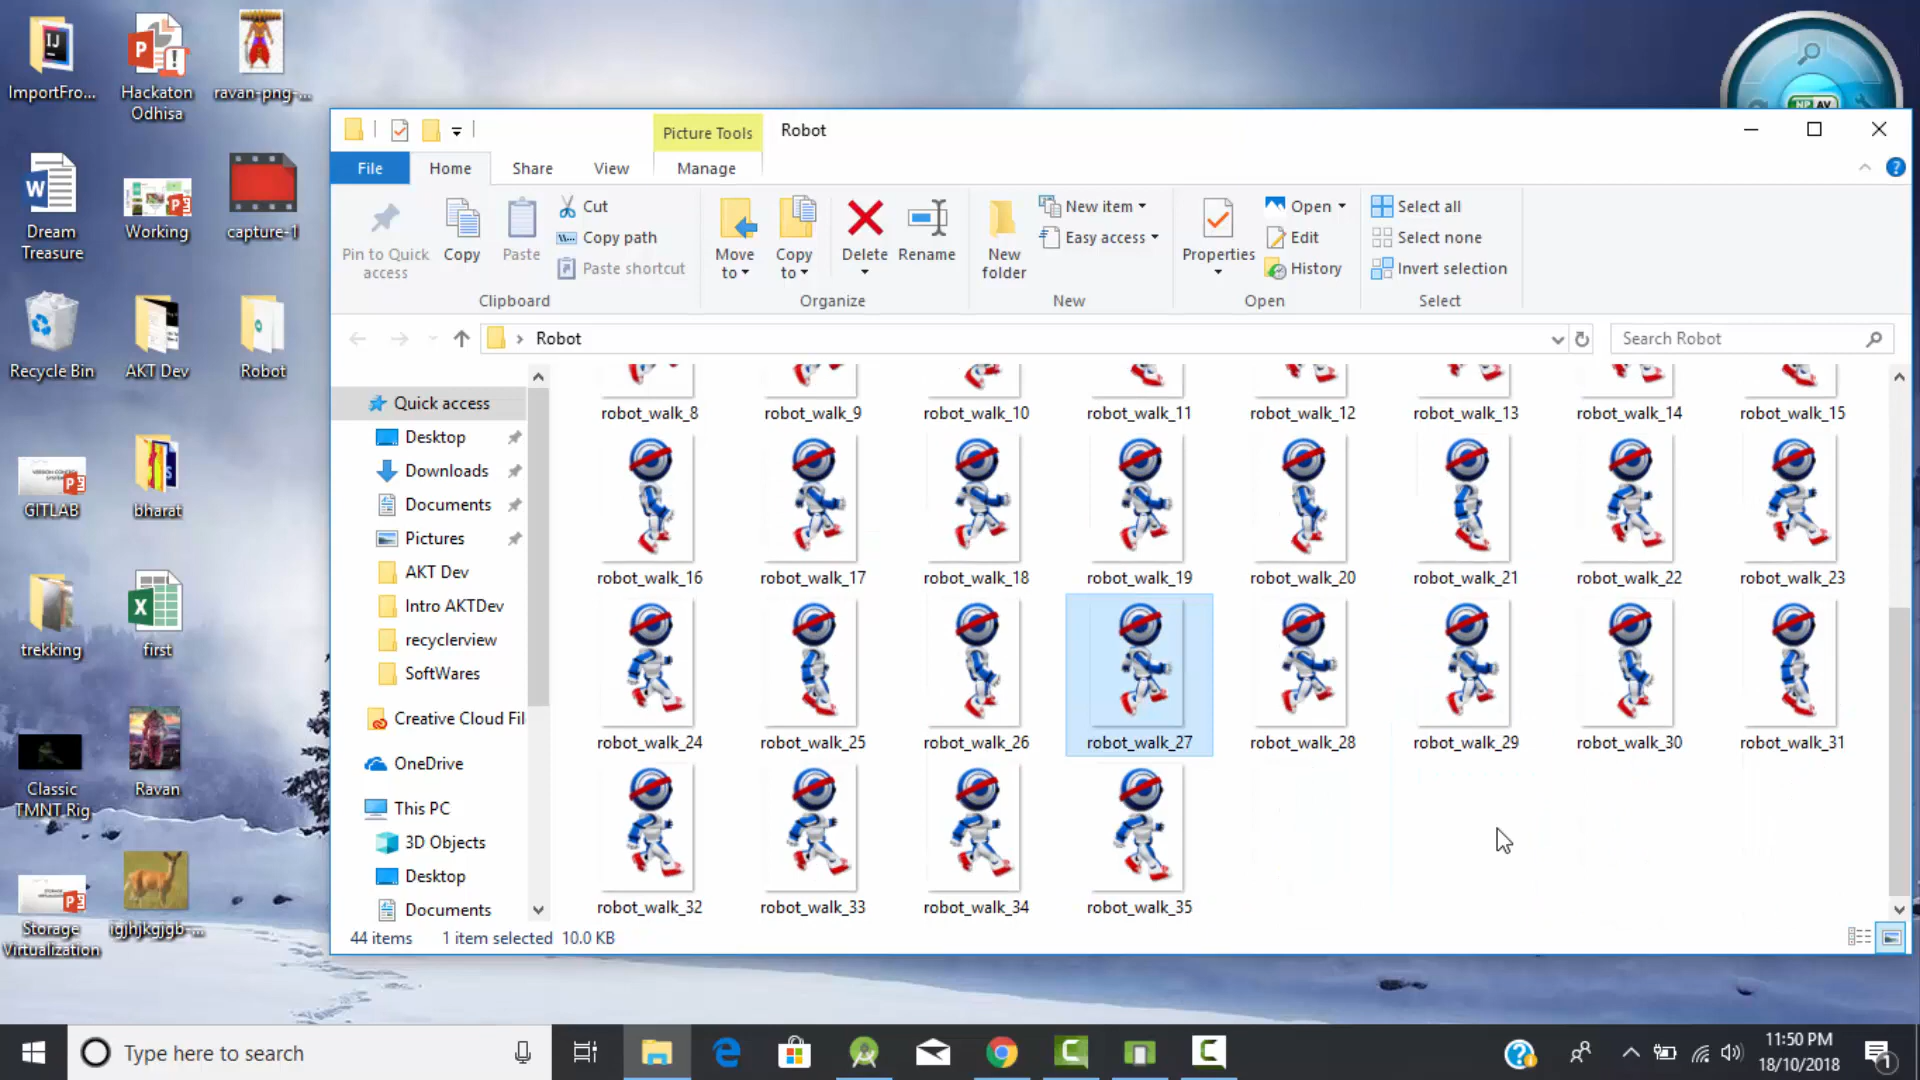 ImportFro...
Hackaton
Odhisa
ravan-png-...
Dream
Treasure
Working
capture-1
Recycle Bin
AKT Dev
Robot
GITLAB
bharat
trekking
first
Classic
TMNT Rig
Ravan
Storage
Virtualization
igjhjkgjgb-...
Picture Tools
Robot
File
Home
Share
View
Manage
Pin to Quick
access
Copy
Paste
Cut
Copy path
Paste shortcut
Clipboard
Move
to
Copy
to
Delete
Rename
Organize
New
folder
New item
Easy access
New
Properties
Open
Edit
History
Open
Select all
Select none
Invert selection
Select
Robot
Search Robot
Quick access
Desktop
Downloads
Documents
Pictures
AKT Dev
Intro AKTDev
recyclerview
SoftWares
Creative Cloud Fil
OneDrive
This PC
3D Objects
Desktop
Documents
robot_walk_8
robot_walk_9
robot_walk_10
robot_walk_11
robot_walk_12
robot_walk_13
robot_walk_14
robot_walk_15
robot_walk_16
robot_walk_17
robot_walk_18
robot_walk_19
robot_walk_20
robot_walk_21
robot_walk_22
robot_walk_23
robot_walk_24
robot_walk_25
robot_walk_26
robot_walk_27
robot_walk_28
robot_walk_29
robot_walk_30
robot_walk_31
robot_walk_32
robot_walk_33
robot_walk_34
robot_walk_35
44 items
1 item selected 10.0 KB
Type here to search
11:50 PM
18/10/2018
1